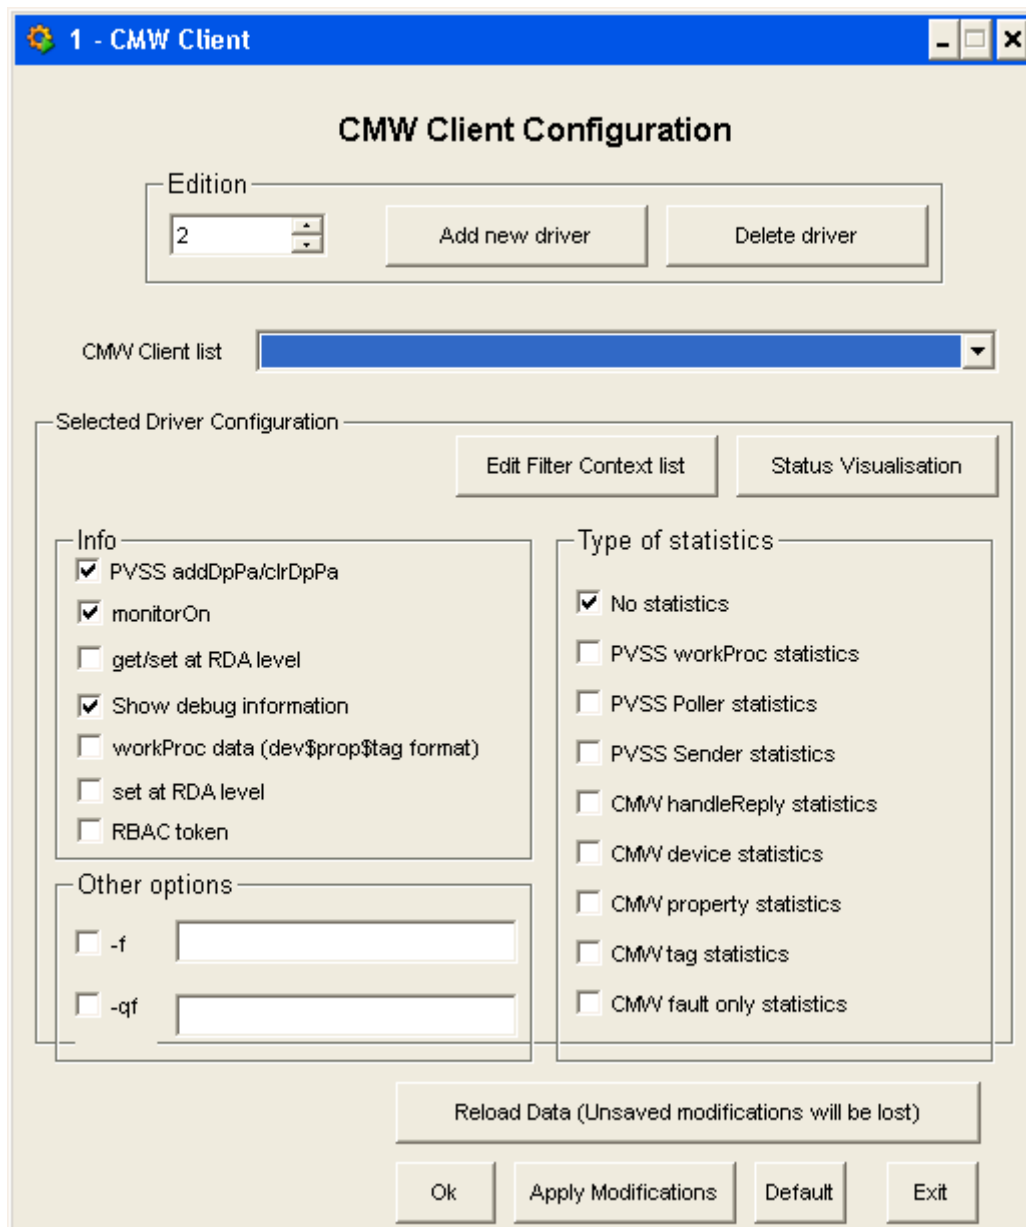 1 - CMW Client
CMW Client Configuration
Edition
2
Add new driver
Delete driver
CMW Client list
Selected Driver Configuration
Edit Filter Context list
Status Visualisation
Info
PVSS addDpPa/clrDpPa
monitorOn
get/set at RDA level
Show debug information
workProc data (dev$prop$tag format)
set at RDA level
RBAC token
Other options
-f
-qf
Type of statistics
No statistics
PVSS workProc statistics
PVSS Poller statistics
PVSS Sender statistics
CMW handleReply statistics
CMW device statistics
CMW property statistics
CMW tag statistics
CMW fault only statistics
Reload Data (Unsaved modifications will be lost)
Ok
Apply Modifications
Default
Exit